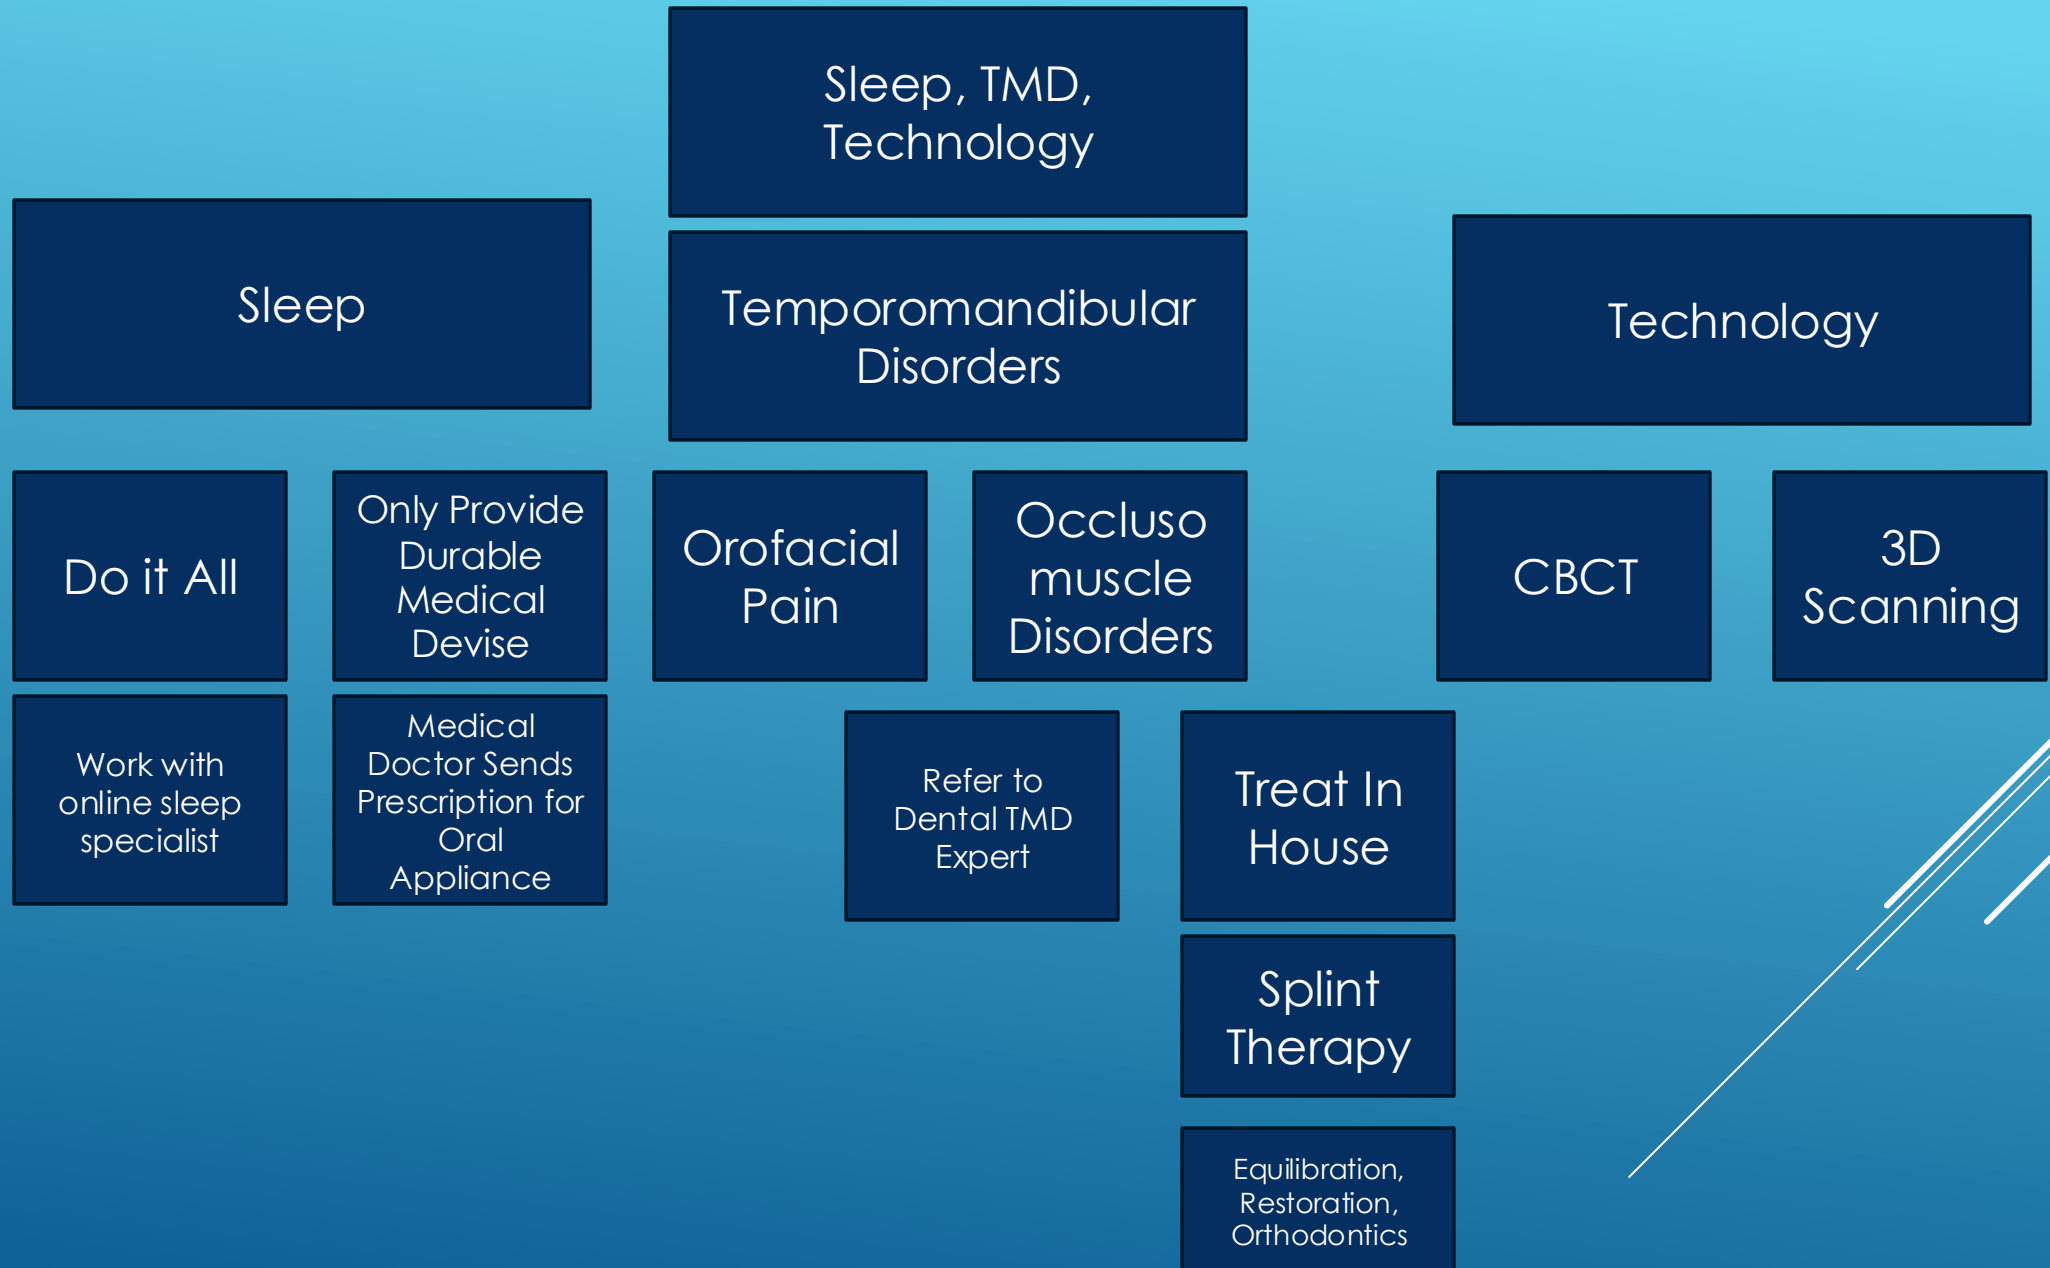 Sleep, TMD,
Technology
Sleep
Temporomandibular
Disorders
Technology
Do it All
Only Provide
Durable
Medical
Devise
Orofacial
Pain
Occluso
muscle
Disorders
CBCT
3D
Scanning
Work with
online sleep
specialist
Medical
Doctor Sends
Prescription for
Oral
Appliance
Refer to
Dental TMD
Expert
Treat In
House
Splint
Therapy
Equilibration,
Restoration,
Orthodontics